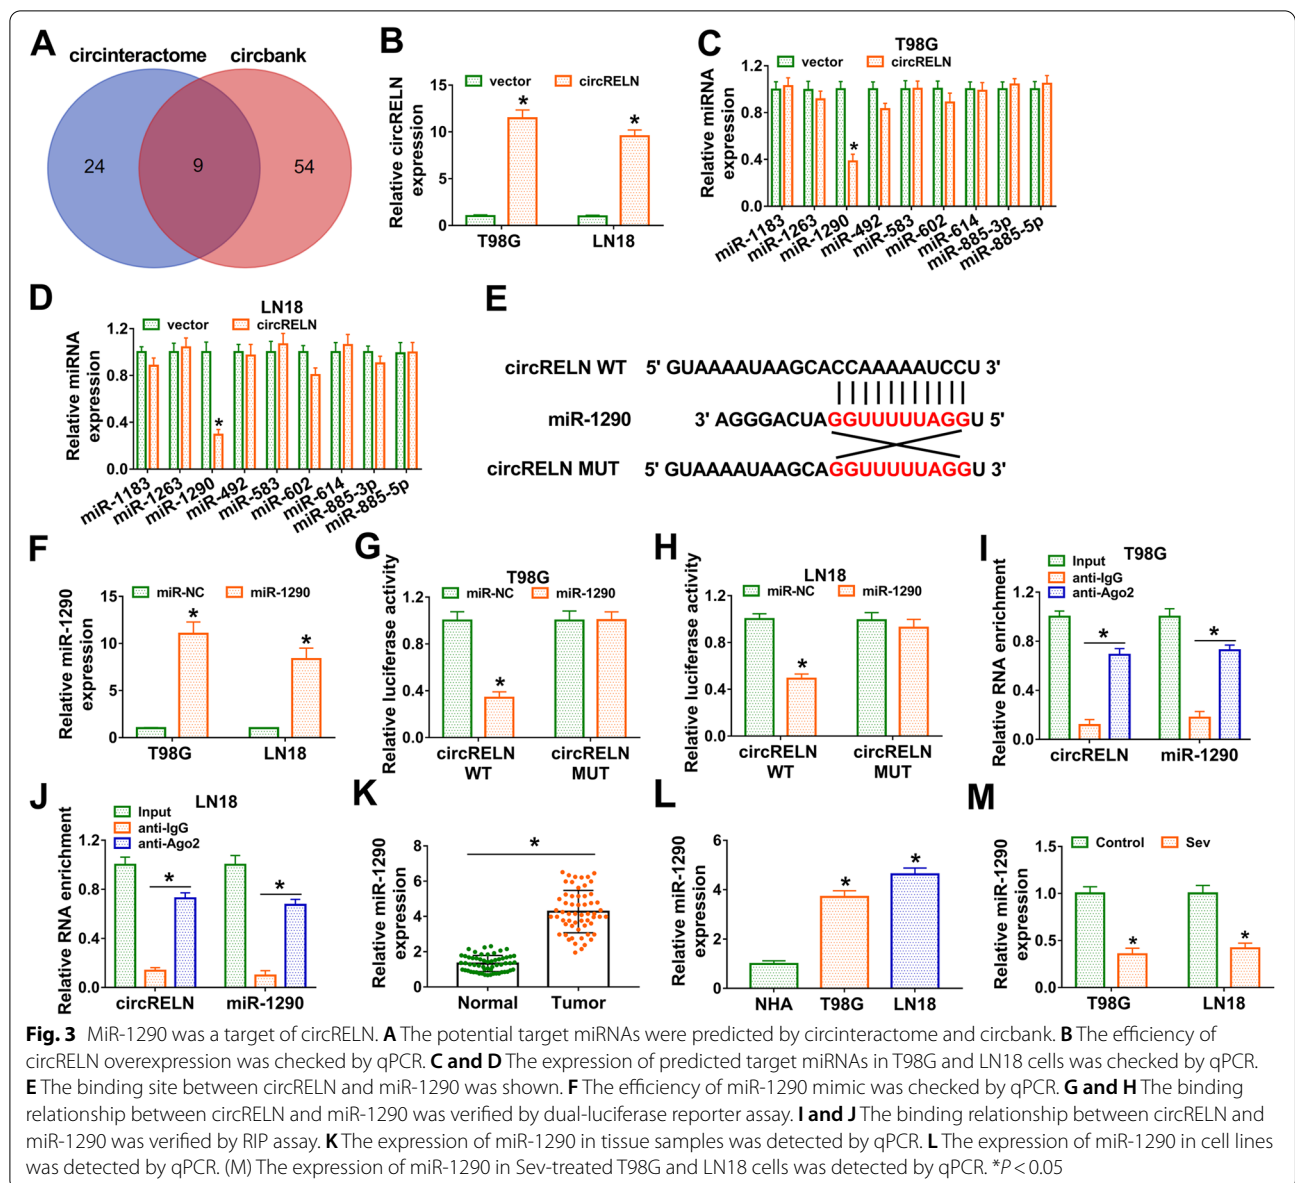 A
circinteractome
circbank
24
9
54
B
vector
circRELN
Relative circRELN
expression
15
10
5
0
*
*
T98G
LN18
C
T98G
vector
circRELN
Relative miRNA
expression
1.2
0.8
0.4
0.0
*
miR-1183
miR-1263
miR-1290
miR-492
miR-583
miR-602
miR-614
miR-885-3p
miR-885-5p
D
LN18
vector
circRELN
Relative miRNA
expression
1.2
0.8
0.4
0.0
*
miR-1183
miR-1263
miR-1290
miR-492
miR-583
miR-602
miR-614
miR-885-3p
miR-885-5p
E
circRELN WT 5' GUAAAAUAAGCACCAAAAAUCCU 3'
miR-1290 3' AGGGACUAGGUUUUUAGGU 5'
circRELN MUT 5' GUAAAAUAAGCAGGUUUUUAGGU 3'
F
miR-NC
miR-1290
Relative miR-1290
expression
15
10
5
0
*
*
T98G
LN18
G
T98G
miR-NC
miR-1290
Relative luciferase activity
1.2
0.8
0.4
0.0
*
circRELN
WT
circRELN
MUT
H
LN18
miR-NC
miR-1290
Relative luciferase activity
1.2
0.8
0.4
0.0
*
circRELN
WT
circRELN
MUT
I
T98G
Input
anti-IgG
anti-Ago2
Relative RNA enrichment
1.2
0.8
0.4
0.0
*
*
circRELN
miR-1290
J
LN18
Input
anti-IgG
anti-Ago2
Relative RNA enrichment
1.2
0.8
0.4
0.0
*
*
circRELN
miR-1290
K
Relative miR-1290
expression
8
6
4
2
0
*
Normal
Tumor
L
Relative miR-1290
expression
6
4
2
0
*
*
NHA
T98G
LN18
M
Control
Sev
Relative miR-1290
expression
1.5
1.0
0.5
0.0
*
*
T98G
LN18
Fig. 3 MiR-1290 was a target of circRELN. A The potential target miRNAs were predicted by circinteractome and circbank. B The efficiency of
circRELN overexpression was checked by qPCR. C and D The expression of predicted target miRNAs in T98G and LN18 cells was checked by qPCR.
E The binding site between circRELN and miR-1290 was shown. F The efficiency of miR-1290 mimic was checked by qPCR. G and H The binding
relationship between circRELN and miR-1290 was verified by dual-luciferase reporter assay. I and J The binding relationship between circRELN and
miR-1290 was verified by RIP assay. K The expression of miR-1290 in tissue samples was detected by qPCR. L The expression of miR-1290 in cell lines
was detected by qPCR. (M) The expression of miR-1290 in Sev-treated T98G and LN18 cells was detected by qPCR. *P < 0.05